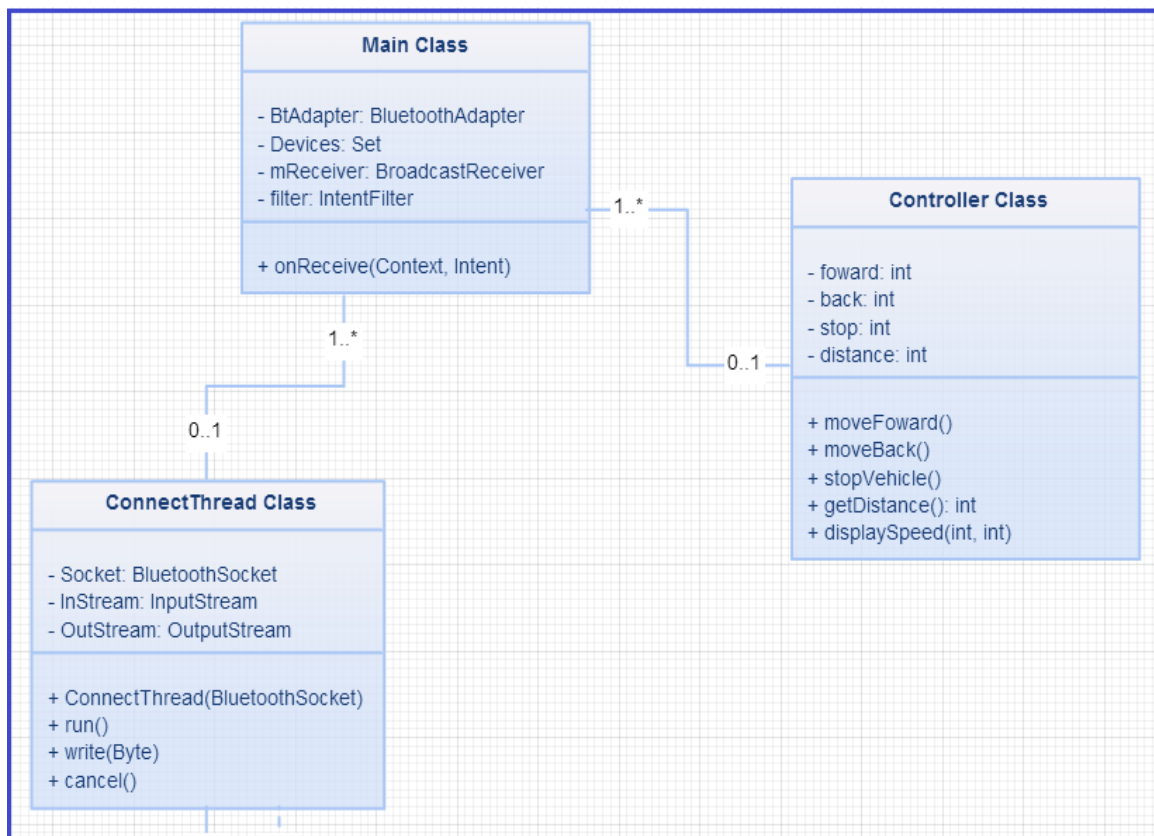 Main Class
- BtAdapter: BluetoothAdapter
- Devices: Set
- mReceiver: BroadcastReceiver
- filter: IntentFilter
+ onReceive(Context, Intent)
1..*
0..1
Controller Class
- foward: int
- back: int
- stop: int
- distance: int
+ moveFoward()
+ moveBack()
+ stopVehicle()
+ getDistance(): int
+ displaySpeed(int, int)
1..*
0..1
ConnectThread Class
- Socket: BluetoothSocket
- InStream: InputStream
- OutStream: OutputStream
+ ConnectThread(BluetoothSocket)
+ run()
+ write(Byte)
+ cancel()